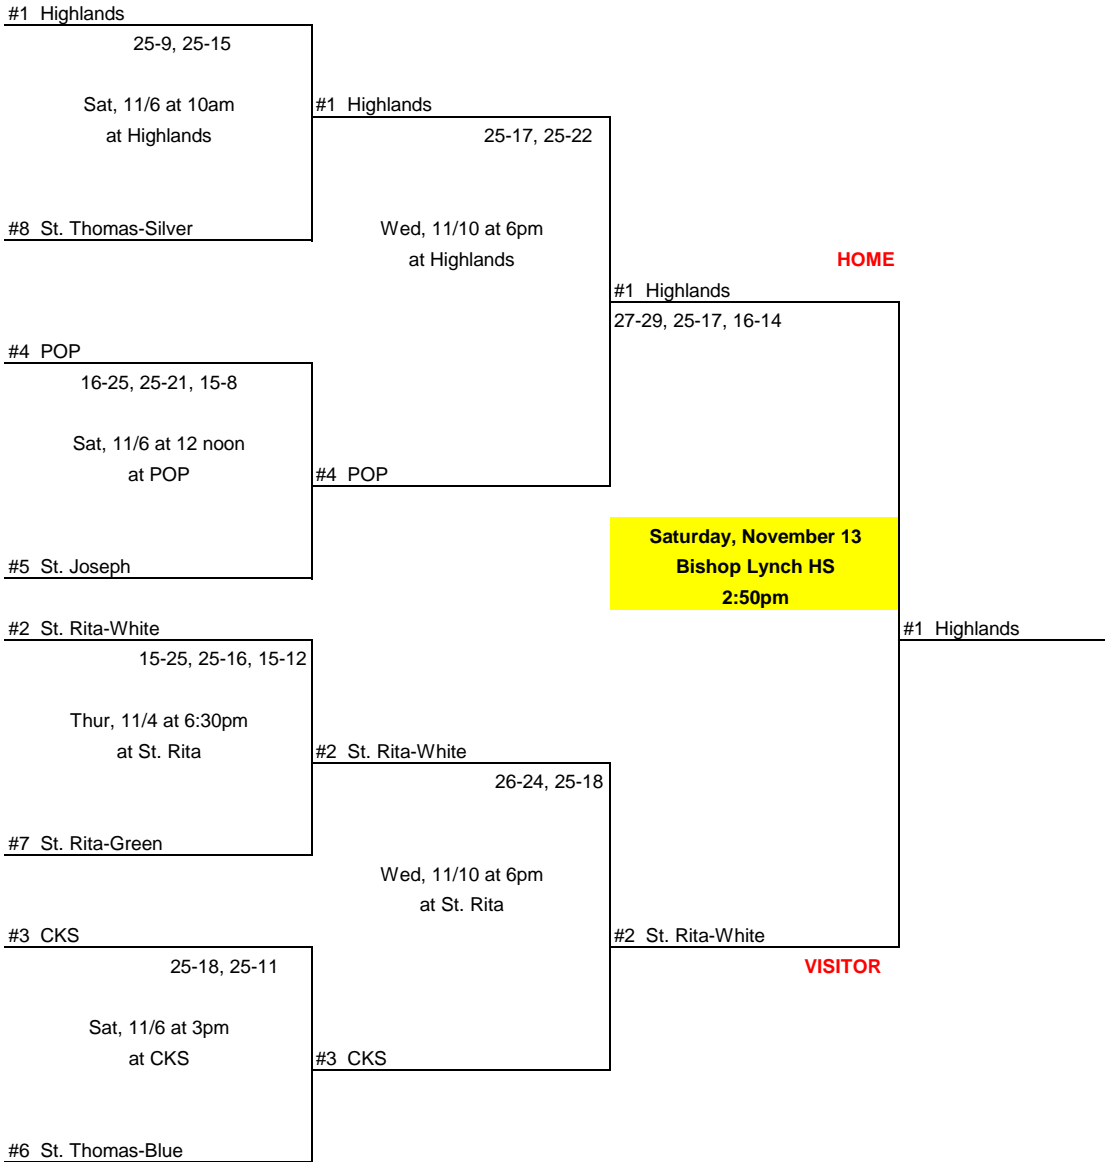 #1 Highlands
25-9, 25-15
Sat, 11/6 at 10am
at Highlands
#1 Highlands
25-17, 25-22
#8 St. Thomas-Silver
Wed, 11/10 at 6pm
at Highlands
HOME
#1 Highlands
27-29, 25-17, 16-14
#4 POP
16-25, 25-21, 15-8
Sat, 11/6 at 12 noon
at POP
#4 POP
Saturday, November 13
Bishop Lynch HS
2:50pm
#5 St. Joseph
#2 St. Rita-White
#1 Highlands
15-25, 25-16, 15-12
Thur, 11/4 at 6:30pm
at St. Rita
#2 St. Rita-White
26-24, 25-18
#7 St. Rita-Green
Wed, 11/10 at 6pm
at St. Rita
#3 CKS
#2 St. Rita-White
25-18, 25-11
VISITOR
Sat, 11/6 at 3pm
at CKS
#3 CKS
#6 St. Thomas-Blue